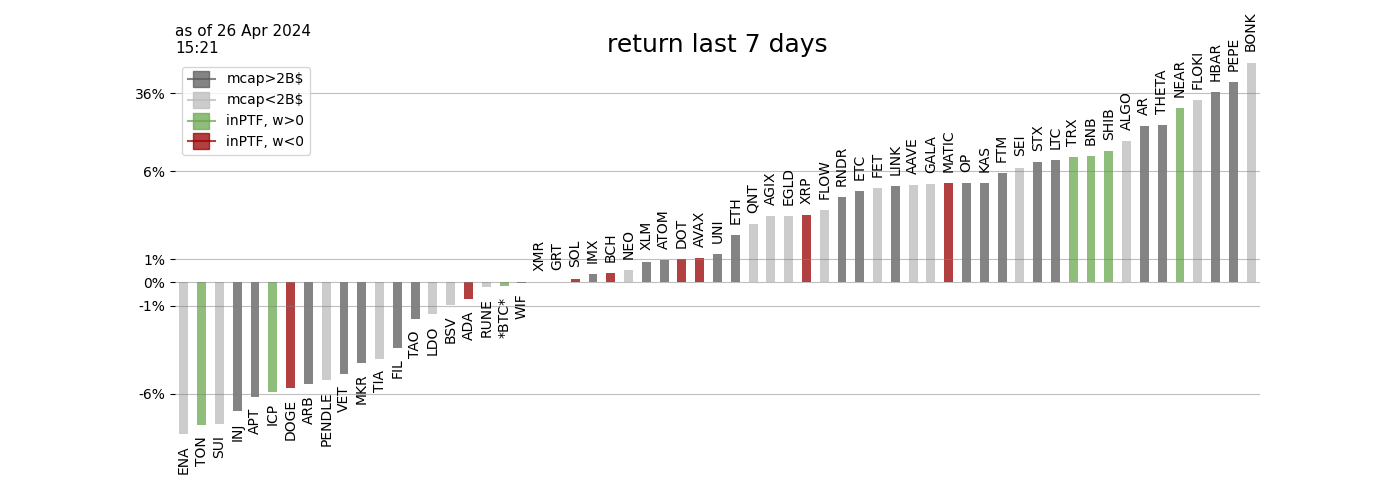 as of 26 Apr 2024
15:21
return last 7 days
mcap>2B$
mcap<2B$
inPTF, w>0
inPTF, w<0
36%
6%
1%
0%
-1%
-6%
ENA
TON
SUI
INJ
APT
ICP
DOGE
ARB
PENDLE
VET
MKR
TIA
FIL
TAO
LDO
BSV
ADA
RUNE
*BTC*
WIF
XMR
GRT
SOL
IMX
BCH
NEO
XLM
ATOM
DOT
AVAX
UNI
ETH
QNT
AGIX
EGLD
XRP
FLOW
RNDR
ETC
FET
LINK
AAVE
GALA
MATIC
OP
KAS
FTM
SEI
STX
LTC
TRX
BNB
SHIB
ALGO
AR
THETA
NEAR
FLOKI
HBAR
PEPE
BONK